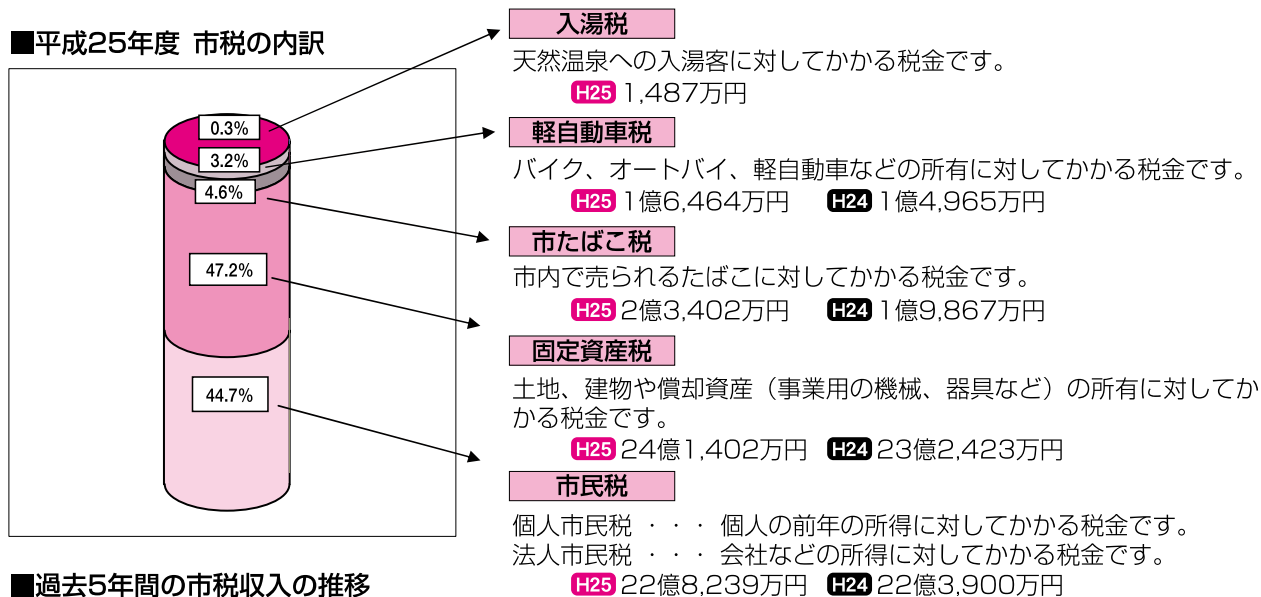 ■平成25年度 市税の内訳
0.3%
3.2%
4.6%
47.2%
44.7%
入湯税
天然温泉への入湯客に対してかかる税金です。
H25 1,487万円
軽自動車税
バイク、オートバイ、軽自動車などの所有に対してかかる税金です。
H25 1億6,464万円 H24 1億4,965万円
市たばこ税
市内で売られるたばこに対してかかる税金です。
H25 2億3,402万円 H24 1億9,867万円
固定資産税
土地、建物や償却資産（事業用の機械、器具など）の所有に対してか
かる税金です。
H25 24億1,402万円 H24 23億2,423万円
市民税
個人市民税 ・・・ 個人の前年の所得に対してかかる税金です。
法人市民税 ・・・ 会社などの所得に対してかかる税金です。
H25 22億8,239万円 H24 22億3,900万円
■過去5年間の市税収入の推移